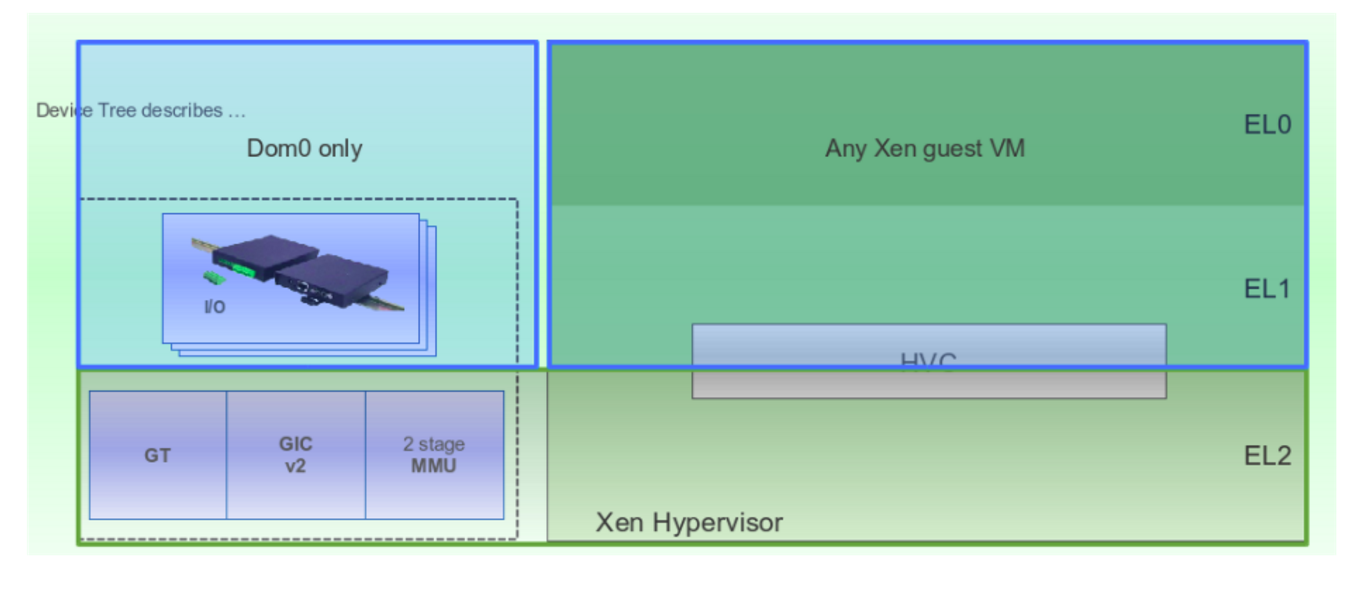 Device Tree describes …
Dom0 only
Any Xen guest VM
EL0
I/O
EL1
HVC
GT
GIC
v2
2 stage
MMU
EL2
Xen Hypervisor